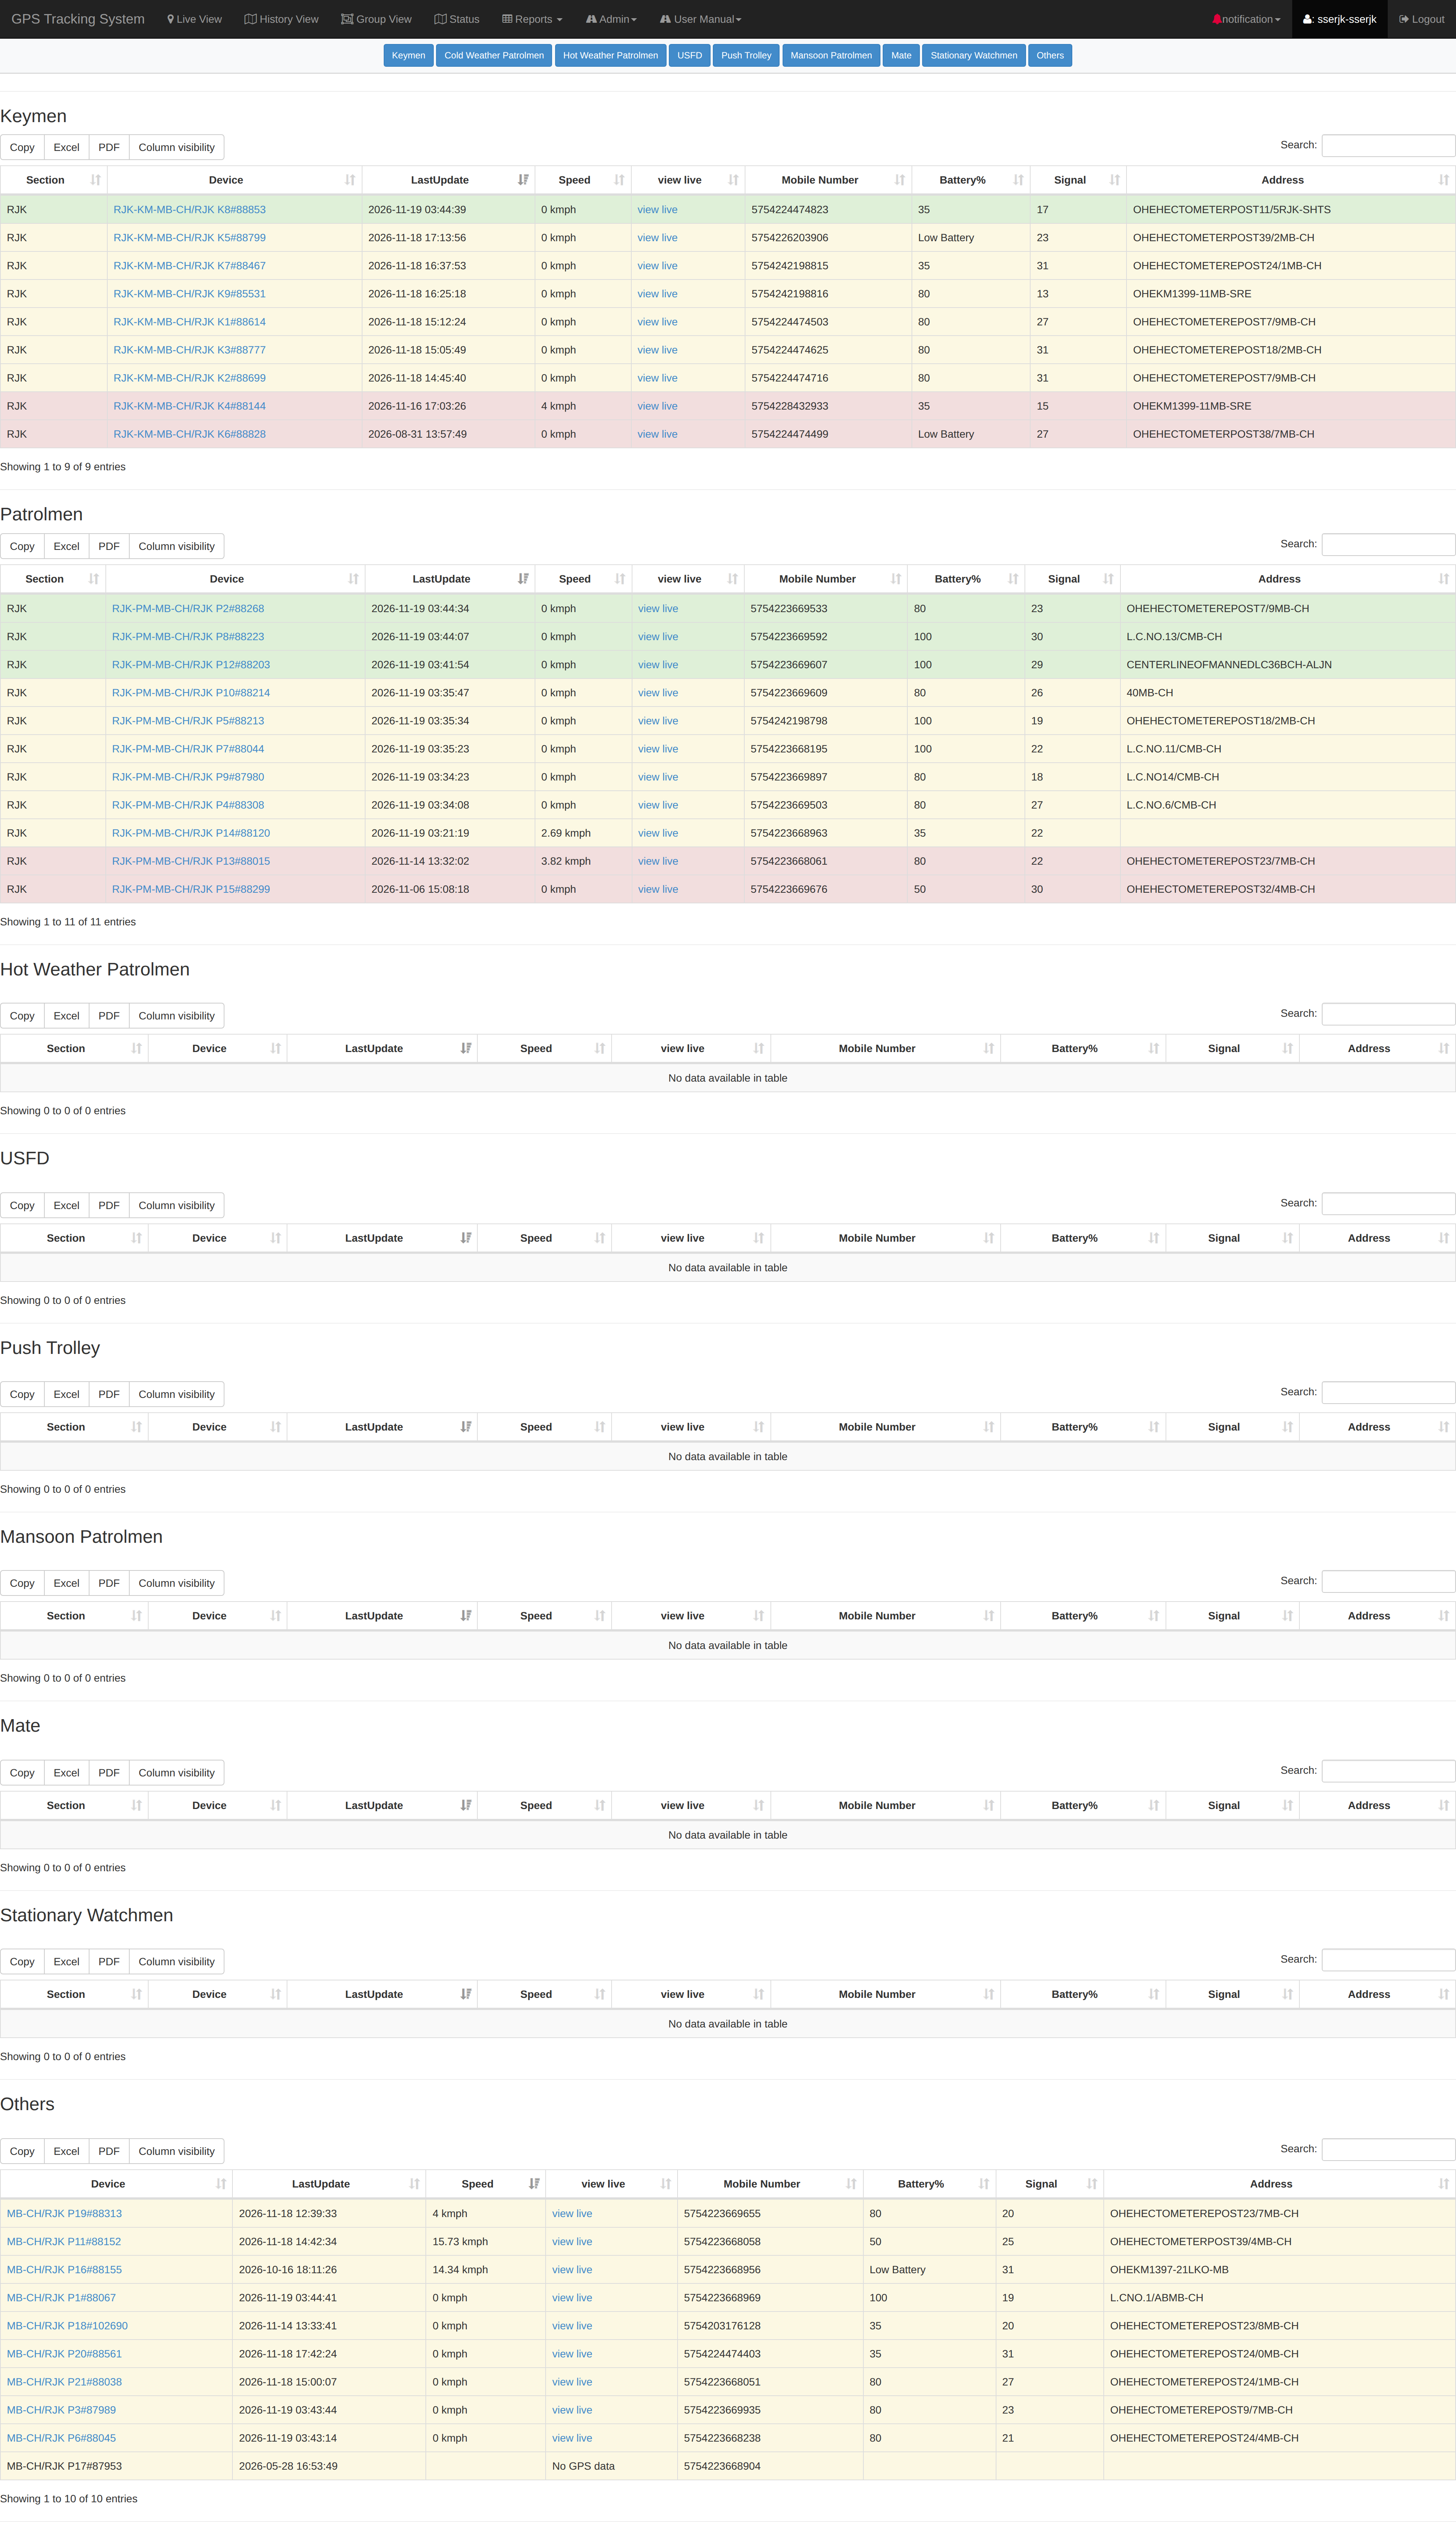 GPS Tracking System Live View History View Group View Status Reports Admin User Manual notification : sserjk-sserjk Logout
Keymen Cold Weather Patrolmen Hot Weather Patrolmen USFD Push Trolley Mansoon Patrolmen Mate Stationary Watchmen Others
Keymen
Copy Excel PDF Column visibility Search:
Section Device LastUpdate Speed view live Mobile Number Battery% Signal Address
RJK RJK-KM-MB-CH/RJK K8#88853 2026-11-19 03:44:39 0 kmph view live 5754224474823 35 17 OHEHECTOMETERPOST11/5RJK-SHTS
RJK RJK-KM-MB-CH/RJK K5#88799 2026-11-18 17:13:56 0 kmph view live 5754226203906 Low Battery 23 OHEHECTOMETERPOST39/2MB-CH
RJK RJK-KM-MB-CH/RJK K7#88467 2026-11-18 16:37:53 0 kmph view live 5754242198815 35 31 OHEHECTOMETEREPOST24/1MB-CH
RJK RJK-KM-MB-CH/RJK K9#85531 2026-11-18 16:25:18 0 kmph view live 5754242198816 80 13 OHEKM1399-11MB-SRE
RJK RJK-KM-MB-CH/RJK K1#88614 2026-11-18 15:12:24 0 kmph view live 5754224474503 80 27 OHEHECTOMETEREPOST7/9MB-CH
RJK RJK-KM-MB-CH/RJK K3#88777 2026-11-18 15:05:49 0 kmph view live 5754224474625 80 31 OHEHECTOMETEREPOST18/2MB-CH
RJK RJK-KM-MB-CH/RJK K2#88699 2026-11-18 14:45:40 0 kmph view live 5754224474716 80 31 OHEHECTOMETEREPOST7/9MB-CH
RJK RJK-KM-MB-CH/RJK K4#88144 2026-11-16 17:03:26 4 kmph view live 5754228432933 35 15 OHEKM1399-11MB-SRE
RJK RJK-KM-MB-CH/RJK K6#88828 2026-08-31 13:57:49 0 kmph view live 5754224474499 Low Battery 27 OHEHECTOMETERPOST38/7MB-CH
Showing 1 to 9 of 9 entries
Patrolmen
Copy Excel PDF Column visibility Search:
Section Device LastUpdate Speed view live Mobile Number Battery% Signal Address
RJK RJK-PM-MB-CH/RJK P2#88268 2026-11-19 03:44:34 0 kmph view live 5754223669533 80 23 OHEHECTOMETEREPOST7/9MB-CH
RJK RJK-PM-MB-CH/RJK P8#88223 2026-11-19 03:44:07 0 kmph view live 5754223669592 100 30 L.C.NO.13/CMB-CH
RJK RJK-PM-MB-CH/RJK P12#88203 2026-11-19 03:41:54 0 kmph view live 5754223669607 100 29 CENTERLINEOFMANNEDLC36BCH-ALJN
RJK RJK-PM-MB-CH/RJK P10#88214 2026-11-19 03:35:47 0 kmph view live 5754223669609 80 26 40MB-CH
RJK RJK-PM-MB-CH/RJK P5#88213 2026-11-19 03:35:34 0 kmph view live 5754242198798 100 19 OHEHECTOMETEREPOST18/2MB-CH
RJK RJK-PM-MB-CH/RJK P7#88044 2026-11-19 03:35:23 0 kmph view live 5754223668195 100 22 L.C.NO.11/CMB-CH
RJK RJK-PM-MB-CH/RJK P9#87980 2026-11-19 03:34:23 0 kmph view live 5754223669897 80 18 L.C.NO14/CMB-CH
RJK RJK-PM-MB-CH/RJK P4#88308 2026-11-19 03:34:08 0 kmph view live 5754223669503 80 27 L.C.NO.6/CMB-CH
RJK RJK-PM-MB-CH/RJK P14#88120 2026-11-19 03:21:19 2.69 kmph view live 5754223668963 35 22
RJK RJK-PM-MB-CH/RJK P13#88015 2026-11-14 13:32:02 3.82 kmph view live 5754223668061 80 22 OHEHECTOMETEREPOST23/7MB-CH
RJK RJK-PM-MB-CH/RJK P15#88299 2026-11-06 15:08:18 0 kmph view live 5754223669676 50 30 OHEHECTOMETEREPOST32/4MB-CH
Showing 1 to 11 of 11 entries
Hot Weather Patrolmen
Copy Excel PDF Column visibility Search:
Section Device LastUpdate Speed view live Mobile Number Battery% Signal Address
No data available in table
Showing 0 to 0 of 0 entries
USFD
Copy Excel PDF Column visibility Search:
Section Device LastUpdate Speed view live Mobile Number Battery% Signal Address
No data available in table
Showing 0 to 0 of 0 entries
Push Trolley
Copy Excel PDF Column visibility Search:
Section Device LastUpdate Speed view live Mobile Number Battery% Signal Address
No data available in table
Showing 0 to 0 of 0 entries
Mansoon Patrolmen
Copy Excel PDF Column visibility Search:
Section Device LastUpdate Speed view live Mobile Number Battery% Signal Address
No data available in table
Showing 0 to 0 of 0 entries
Mate
Copy Excel PDF Column visibility Search:
Section Device LastUpdate Speed view live Mobile Number Battery% Signal Address
No data available in table
Showing 0 to 0 of 0 entries
Stationary Watchmen
Copy Excel PDF Column visibility Search:
Section Device LastUpdate Speed view live Mobile Number Battery% Signal Address
No data available in table
Showing 0 to 0 of 0 entries
Others
Copy Excel PDF Column visibility Search:
Device LastUpdate Speed view live Mobile Number Battery% Signal Address
MB-CH/RJK P19#88313 2026-11-18 12:39:33 4 kmph view live 5754223669655 80 20 OHEHECTOMETEREPOST23/7MB-CH
MB-CH/RJK P11#88152 2026-11-18 14:42:34 15.73 kmph view live 5754223668058 50 25 OHEHECTOMETERPOST39/4MB-CH
MB-CH/RJK P16#88155 2026-10-16 18:11:26 14.34 kmph view live 5754223668956 Low Battery 31 OHEKM1397-21LKO-MB
MB-CH/RJK P1#88067 2026-11-19 03:44:41 0 kmph view live 5754223668969 100 19 L.CNO.1/ABMB-CH
MB-CH/RJK P18#102690 2026-11-14 13:33:41 0 kmph view live 5754203176128 35 20 OHEHECTOMETEREPOST23/8MB-CH
MB-CH/RJK P20#88561 2026-11-18 17:42:24 0 kmph view live 5754224474403 35 31 OHEHECTOMETEREPOST24/0MB-CH
MB-CH/RJK P21#88038 2026-11-18 15:00:07 0 kmph view live 5754223668051 80 27 OHEHECTOMETEREPOST24/1MB-CH
MB-CH/RJK P3#87989 2026-11-19 03:43:44 0 kmph view live 5754223669935 80 23 OHEHECTOMETEREPOST9/7MB-CH
MB-CH/RJK P6#88045 2026-11-19 03:43:14 0 kmph view live 5754223668238 80 21 OHEHECTOMETEREPOST24/4MB-CH
MB-CH/RJK P17#87953 2026-05-28 16:53:49 No GPS data 5754223668904
Showing 1 to 10 of 10 entries